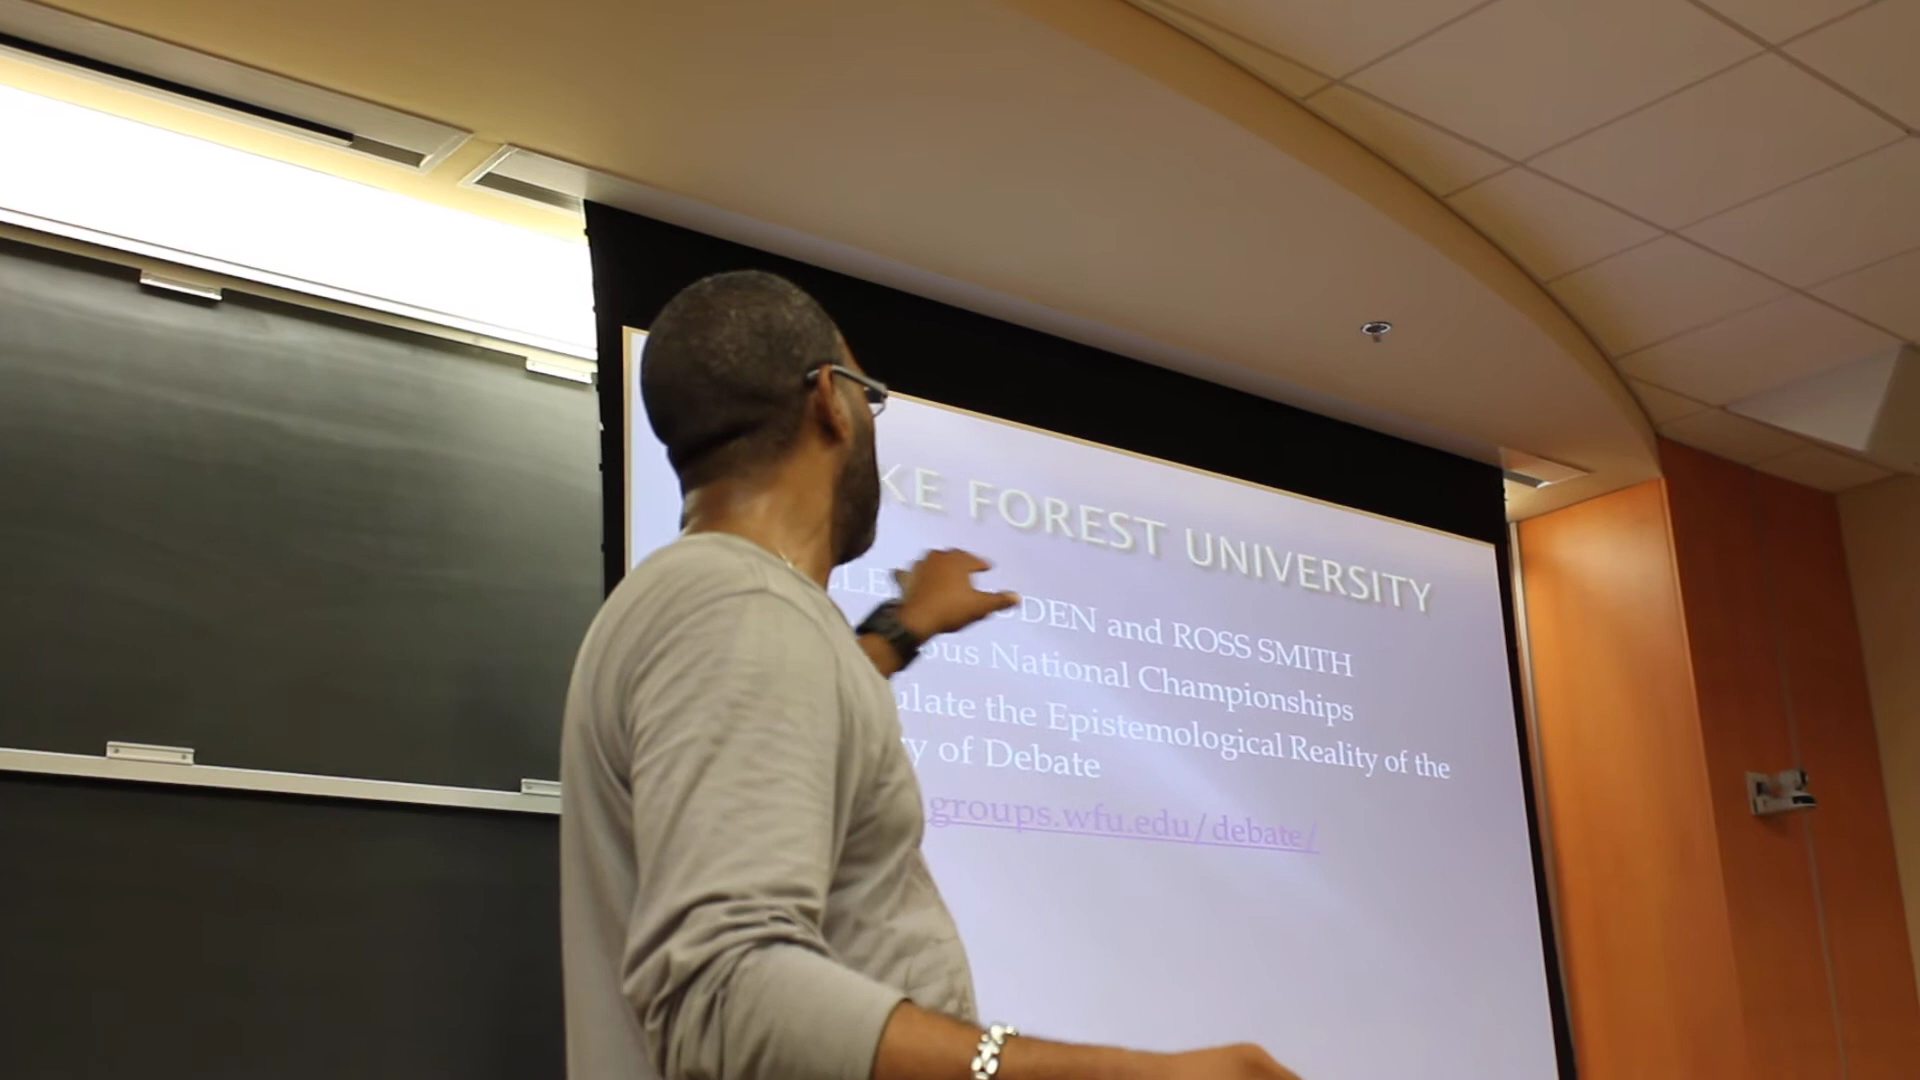 KE FOREST UNIVERSITY
DEN and ROSS SMITH
ous National Championships
ulate the Epistemological Reality of the
y of Debate
groups.wfu.edu/debate/